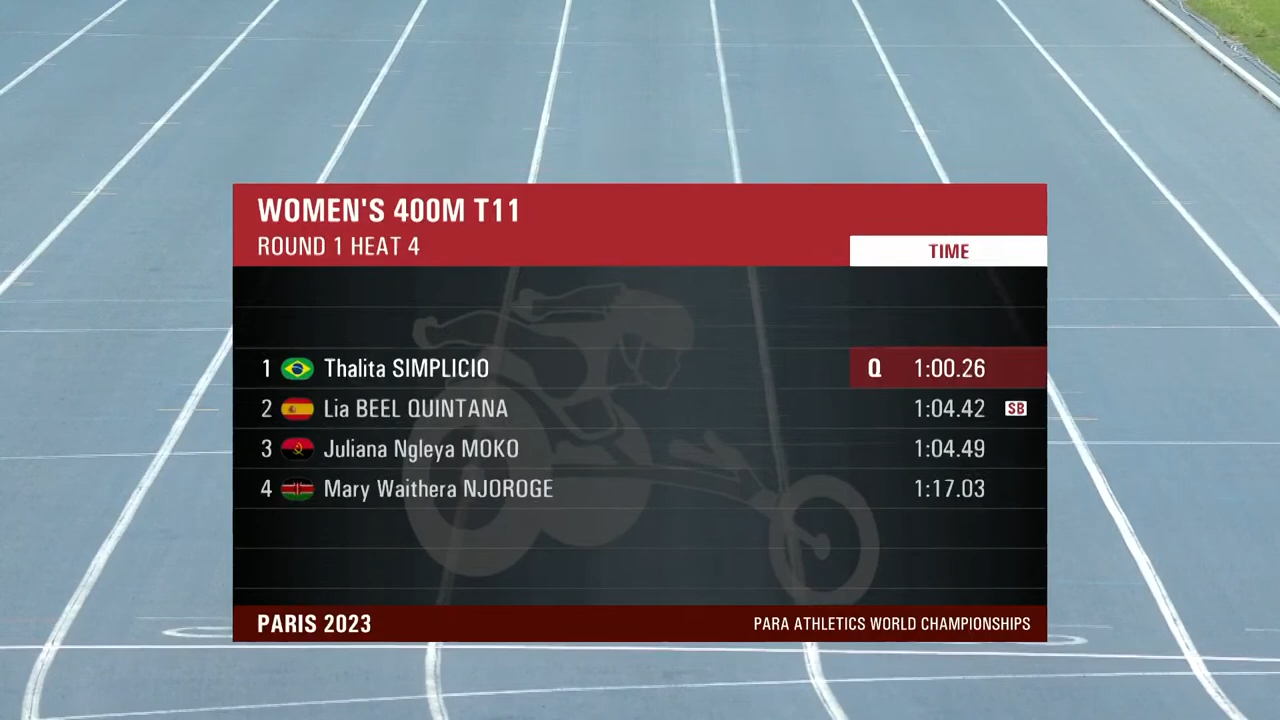 WOMEN'S 400M T11
ROUND 1 HEAT 4
TIME
1 Thalita SIMPLICIO Q 1:00.26
2 Lia BEEL QUINTANA 1:04.42 SB
3 Juliana Ngleya MOKO 1:04.49
4 Mary Waithera NJOROGE 1:17.03
PARIS 2023 PARA ATHLETICS WORLD CHAMPIONSHIPS